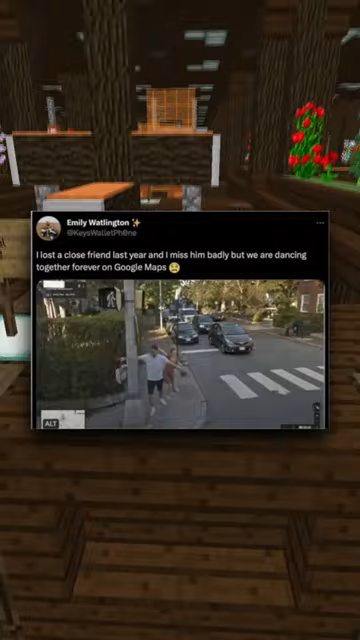 Emily Watlington ✨
@KeysWalletPh0ne
I lost a close friend last year and I miss him badly but we are dancing
together forever on Google Maps 😢
ALT